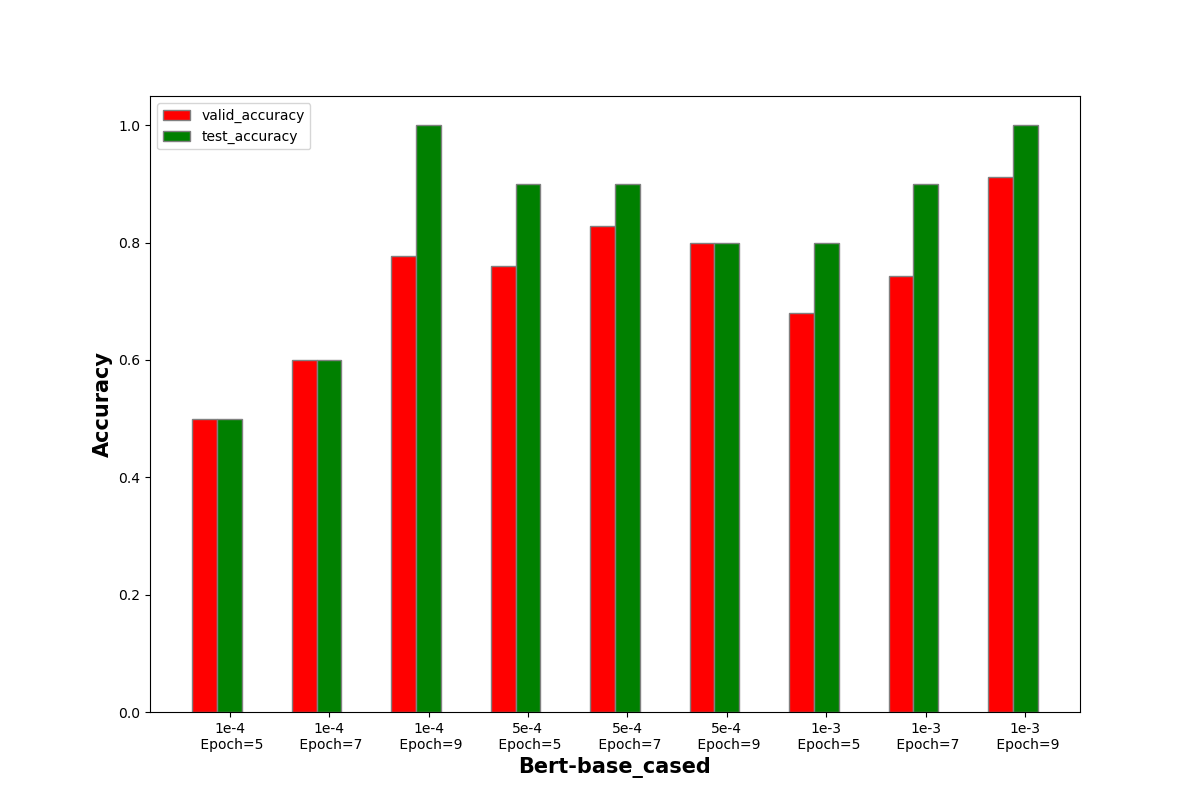 valid_accuracy
test_accuracy
1.0
0.8
0.6
0.4
0.2
0.0
Accuracy
1e-4 1e-4 1e-4 5e-4 5e-4 5e-4 1e-3 1e-3 1e-3
Epoch=5 Epoch=7 Epoch=9 Epoch=5 Epoch=7 Epoch=9 Epoch=5 Epoch=7 Epoch=9
Bert-base_cased